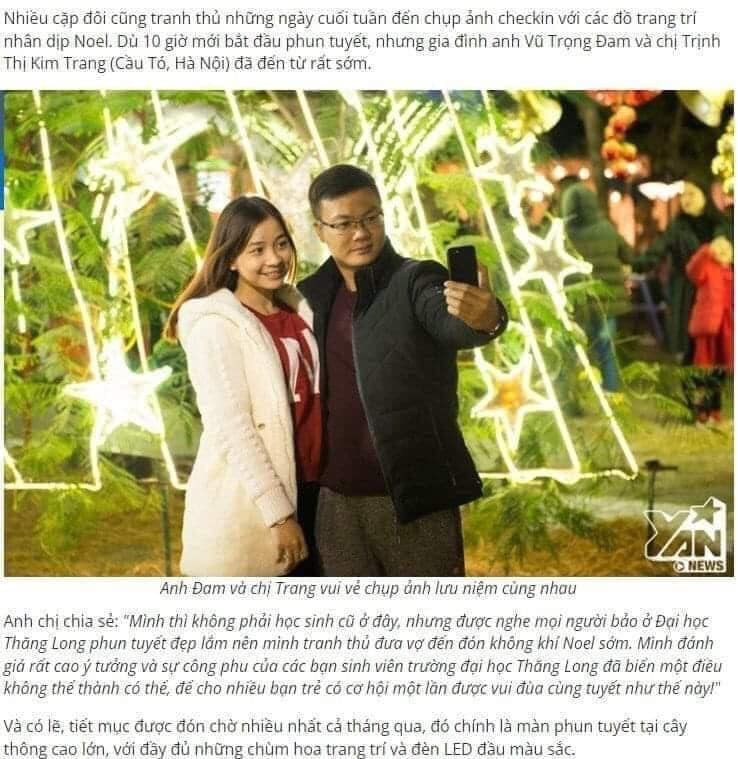 Nhiều cặp đôi cũng tranh thủ những ngày cuối tuần đến chụp ảnh checkin với các đồ trang trí
nhân dịp Noel. Dù 10 giờ mới bắt đầu phun tuyết, nhưng gia đình anh Vũ Trọng Đam và chị Trịnh
Thị Kim Trang (Cầu Tó, Hà Nội) đã đến từ rất sớm.
N
YAN
NEWS
Anh Đam và chị Trang vui vẻ chụp ảnh lưu niệm cùng nhau
Anh chị chia sẻ: "Mình thì không phải học sinh cũ ở đây, nhưng được nghe mọi người bảo ở Đại học
Thăng Long phun tuyết đẹp lắm nên mình tranh thủ đưa vợ đến đón không khí Noel sớm. Mình đánh
giá rất cao ý tưởng và sự công phu của các bạn sinh viên trường đại học Thăng Long đã biến một điều
không thể thành có thể, để cho nhiều bạn trẻ có cơ hội một lần được vui đùa cùng tuyết như thế này!"
Và có lẽ, tiết mục được đón chờ nhiều nhất cả tháng qua, đó chính là màn phun tuyết tại cây
thông cao lớn, với đầy đủ những chùm hoa trang trí và đèn LED đầu màu sắc.